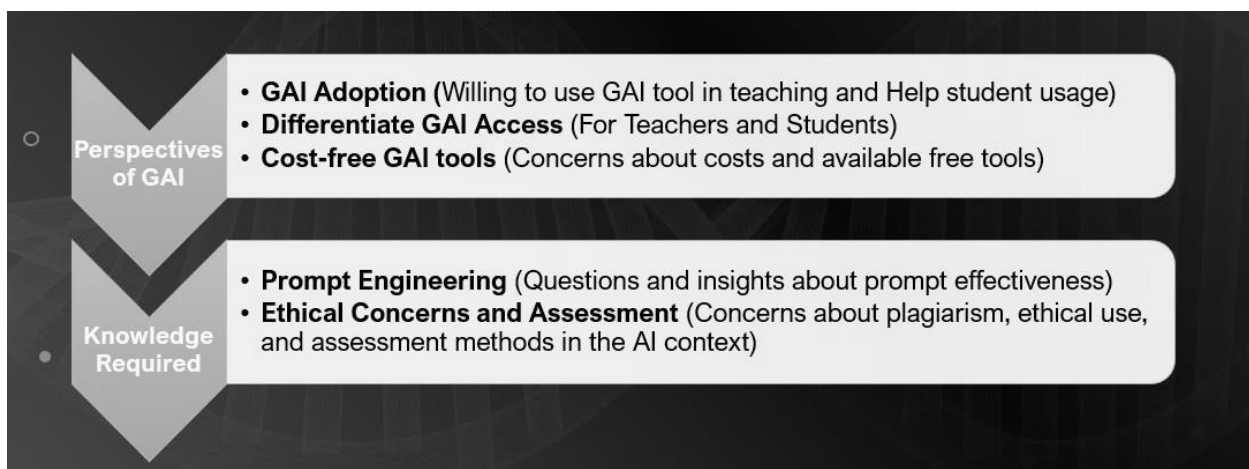 Perspectives
of GAI
• GAI Adoption (Willing to use GAI tool in teaching and Help student usage)
• Differentiate GAI Access (For Teachers and Students)
• Cost-free GAI tools (Concerns about costs and available free tools)
Knowledge
Required
• Prompt Engineering (Questions and insights about prompt effectiveness)
• Ethical Concerns and Assessment (Concerns about plagiarism, ethical use,
and assessment methods in the AI context)